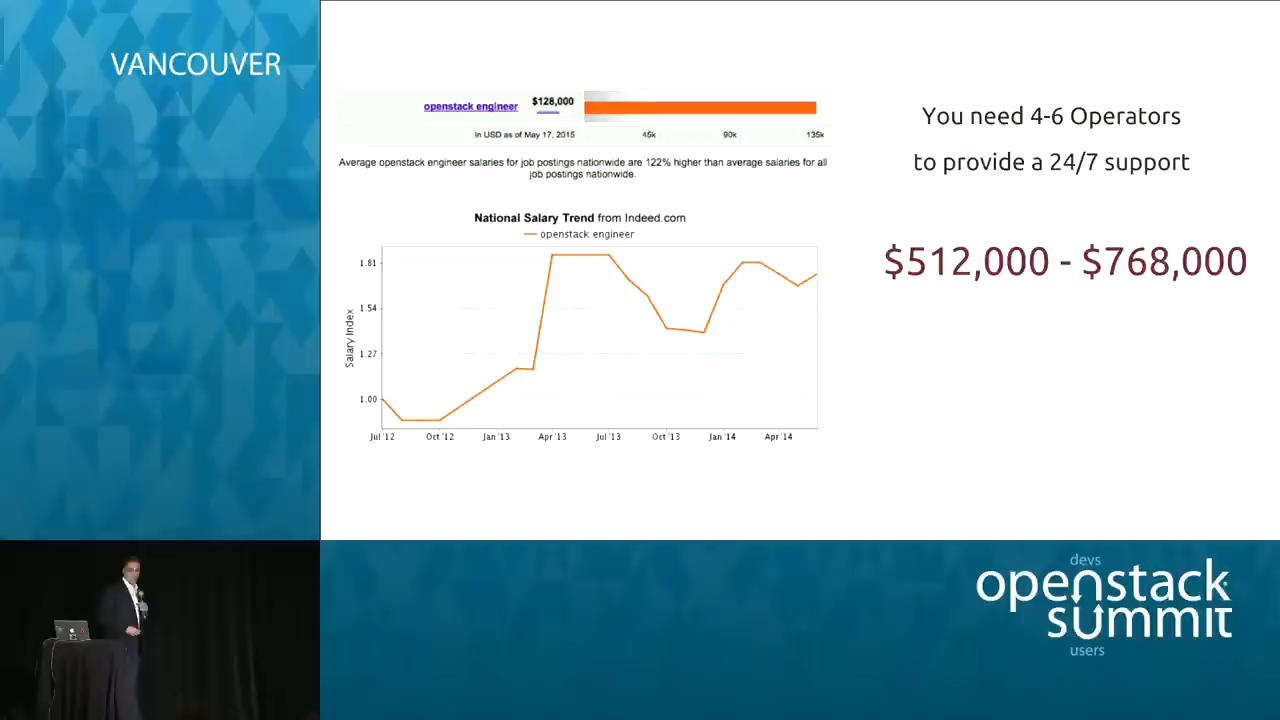 VANCOUVER
openstack engineer $128,000
In USD as of May 17, 2015 45k 90k 135k
Average openstack engineer salaries for job postings nationwide are 122% higher than average salaries for all
job postings nationwide.
National Salary Trend from Indeed.com
openstack engineer
Salary Index
1.81
1.54
1.27
1.00
Jul '12 Oct '12 Jan '13 Apr '13 Jul '13 Oct '13 Jan '14 Apr '14
You need 4-6 Operators
to provide a 24/7 support
$512,000 - $768,000
devs
openstack
summit
users